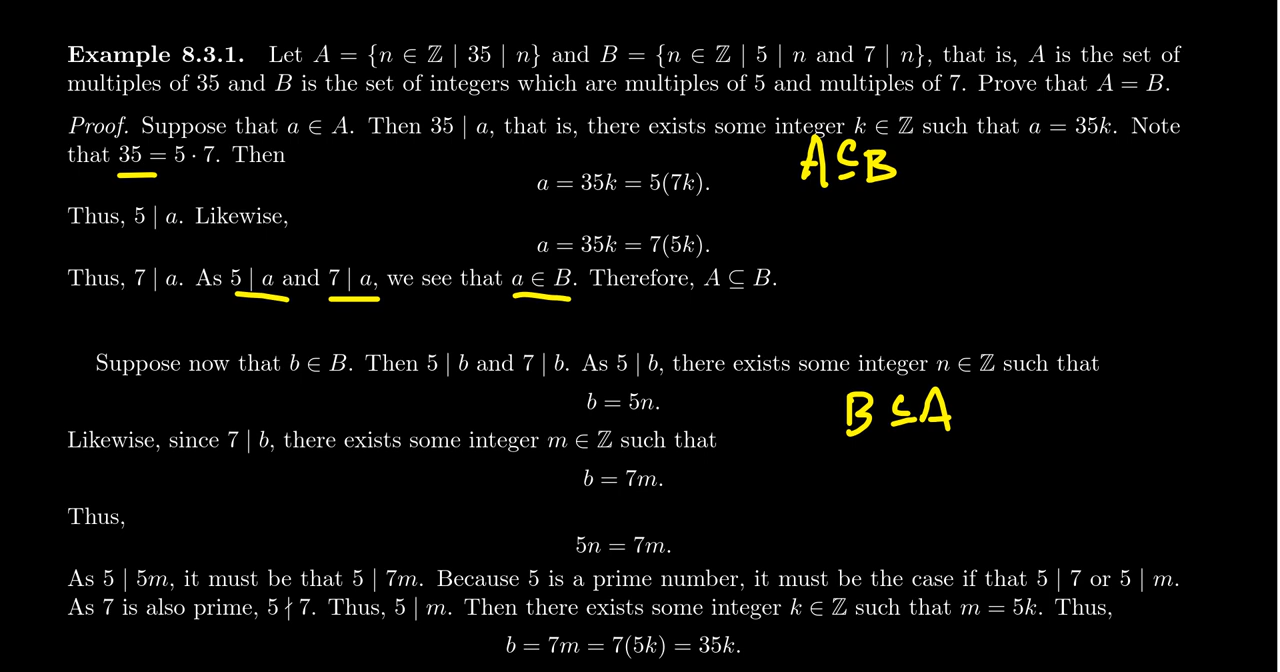 Example 8.3.1. Let A = {n ∈ ℤ | 35 | n} and B = {n ∈ ℤ | 5 | n and 7 | n}, that is, A is the set of
multiples of 35 and B is the set of integers which are multiples of 5 and multiples of 7. Prove that A = B.
Proof. Suppose that a ∈ A. Then 35 | a, that is, there exists some integer k ∈ ℤ such that a = 35k. Note
that 35 = 5 · 7. Then
A ⊆ B
a = 35k = 5(7k).
Thus, 5 | a. Likewise,
a = 35k = 7(5k).
Thus, 7 | a. As 5 | a and 7 | a, we see that a ∈ B. Therefore, A ⊆ B.
Suppose now that b ∈ B. Then 5 | b and 7 | b. As 5 | b, there exists some integer n ∈ ℤ such that
b = 5n.
B ⊆ A
Likewise, since 7 | b, there exists some integer m ∈ ℤ such that
b = 7m.
Thus,
5n = 7m.
As 5 | 5m, it must be that 5 | 7m. Because 5 is a prime number, it must be the case if that 5 | 7 or 5 | m.
As 7 is also prime, 5 ∤ 7. Thus, 5 | m. Then there exists some integer k ∈ ℤ such that m = 5k. Thus,
b = 7m = 7(5k) = 35k.